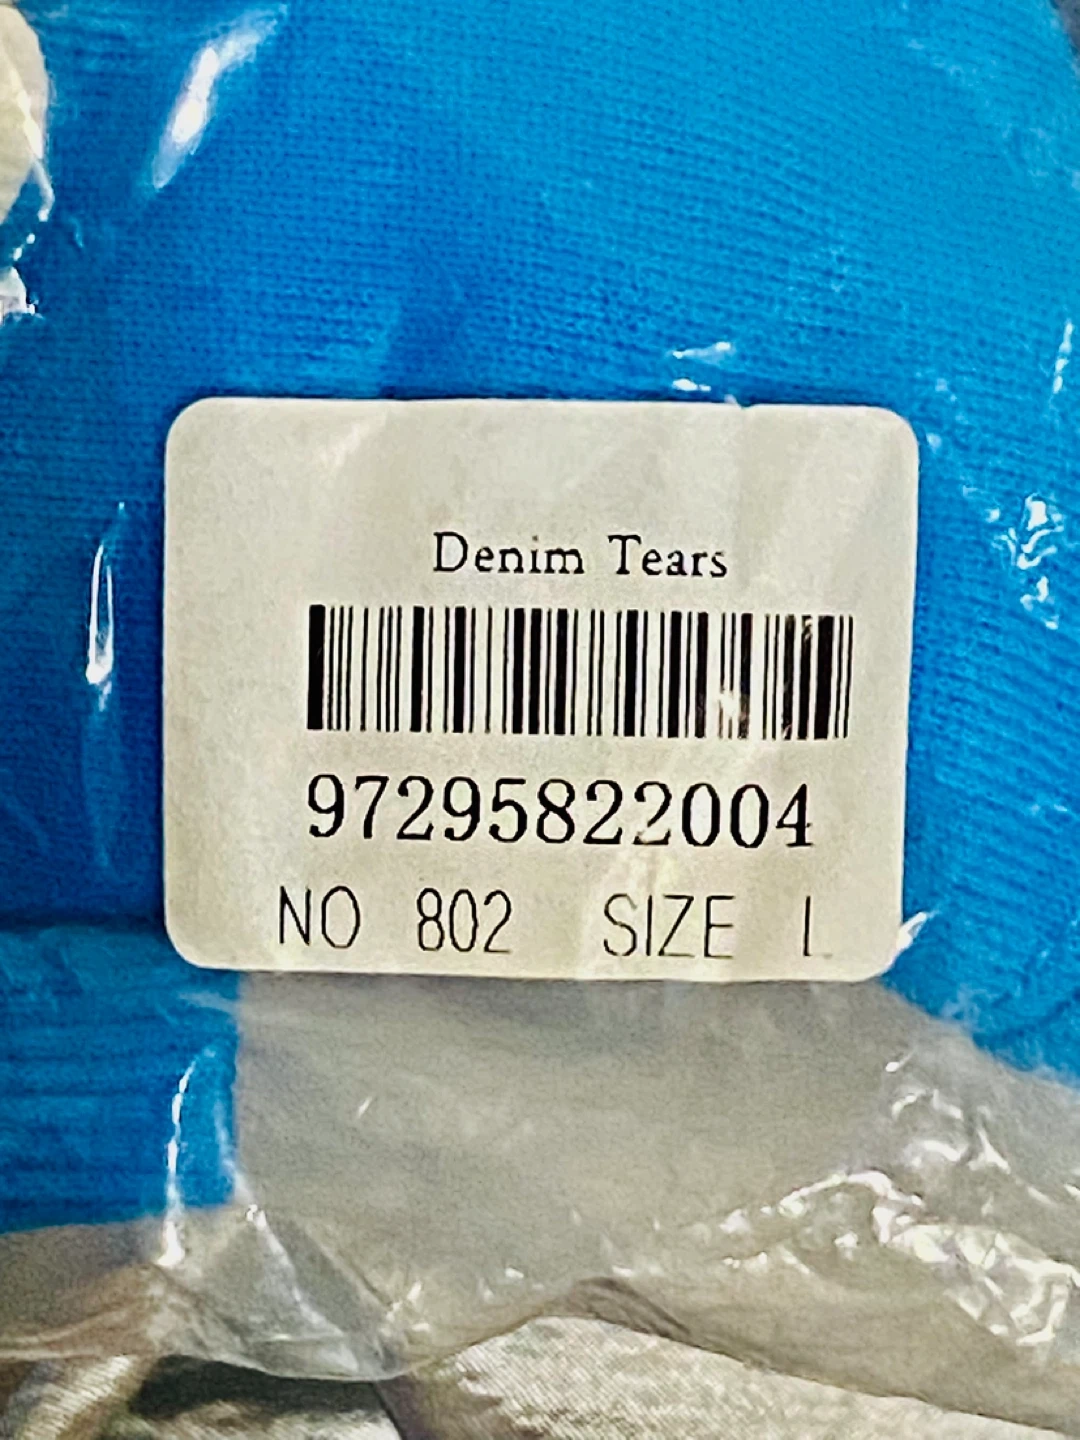 Denim Tears
97295822004
NO 802 SIZE L